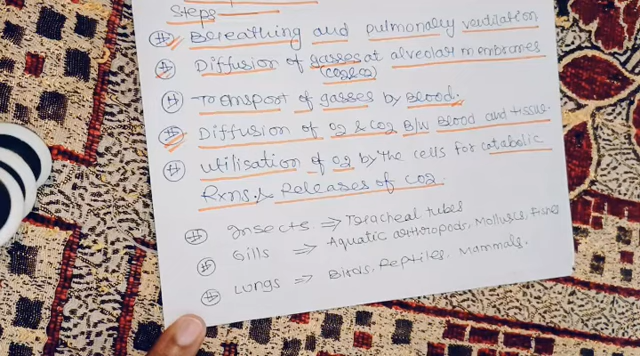 Steps
# Breathing and pulmonary ventilation
# Diffusion of gasses at alveolar membranes
(CO2&O2)
# Transport of gasses by Blood.
# Diffusion of O2 & CO2 B/w Blood and tissue.
# utilisation of O2 by the cells for catabolic
Rxns. & Releases of CO2.
# Insects ⇒ Toracheal tubes
# Gills ⇒ Aquatic arthropods, Molluscs, Fishes
# Lungs ⇒ Birds, Reptiles, Mammals.